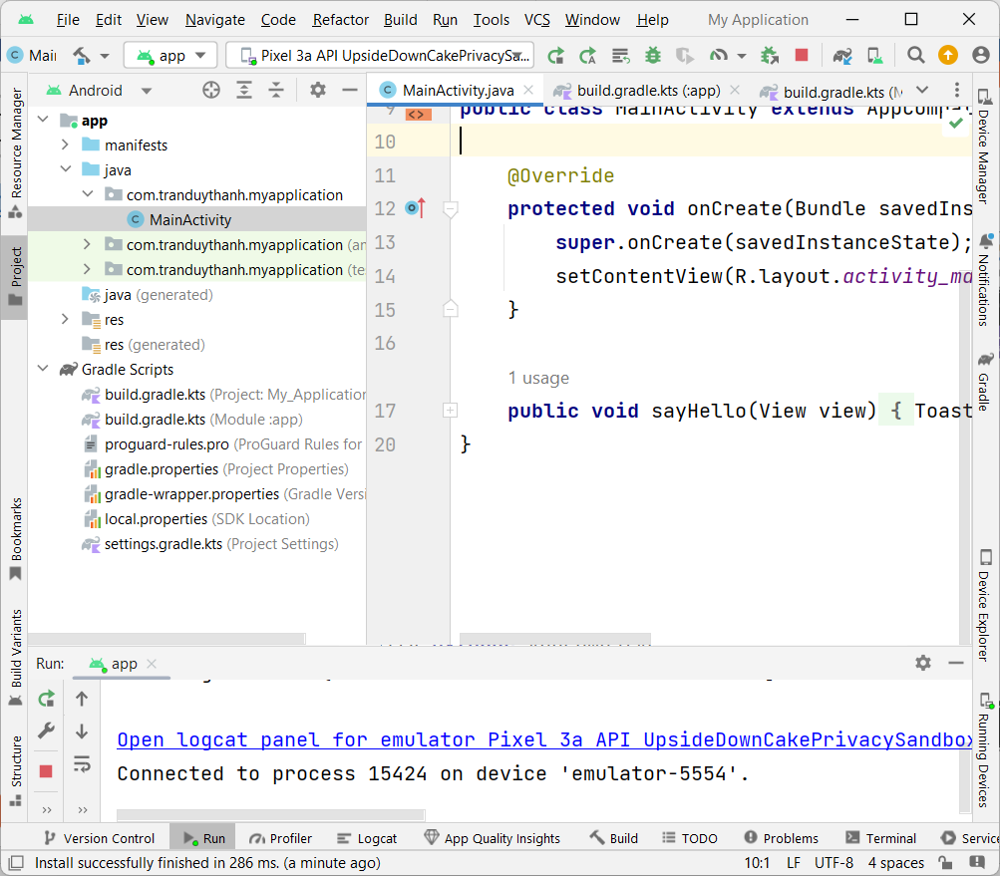 File Edit View Navigate Code Refactor Build Run Tools VCS Window Help My Application
Mai app Pixel 3a API UpsideDownCakePrivacyS
Android
MainActivity.java build.gradle.kts (:app) build.gradle.kts (M
Resource Manager
Project
Bookmarks
Build Variants
Structure
app
manifests
java
com.tranduythanh.myapplication
MainActivity
com.tranduythanh.myapplication (an
com.tranduythanh.myapplication (te
java (generated)
res
res (generated)
Gradle Scripts
build.gradle.kts (Project: My_Application
build.gradle.kts (Module :app)
proguard-rules.pro (ProGuard Rules for
gradle.properties (Project Properties)
gradle-wrapper.properties (Gradle Versi
local.properties (SDK Location)
settings.gradle.kts (Project Settings)
9 public class MainActivity extends AppCompat
10
11 @Override
12 protected void onCreate(Bundle savedIns
13 super.onCreate(savedInstanceState);
14 setContentView(R.layout.activity_ma
15 }
16
1 usage
17 public void sayHello(View view) { Toast
20 }
Device Manager
Notifications
Gradle
Device Explorer
Running Devices
Run: app
Open logcat panel for emulator Pixel 3a API UpsideDownCakePrivacySandbox
Connected to process 15424 on device 'emulator-5554'.
Version Control Run Profiler Logcat App Quality Insights Build TODO Problems Terminal Service
Install successfully finished in 286 ms. (a minute ago) 10:1 LF UTF-8 4 spaces